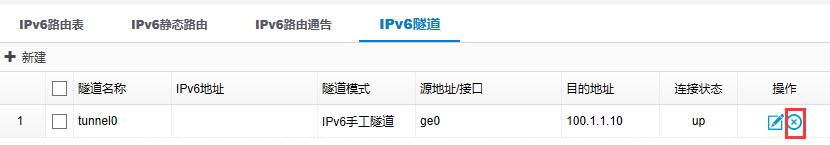 IPv6路由表 IPv6静态路由 IPv6路由通告 IPv6隧道
新建
隧道名称 IPv6地址 隧道模式 源地址/接口 目的地址 连接状态 操作
1 tunnel0 IPv6手工隧道 ge0 100.1.1.10 up